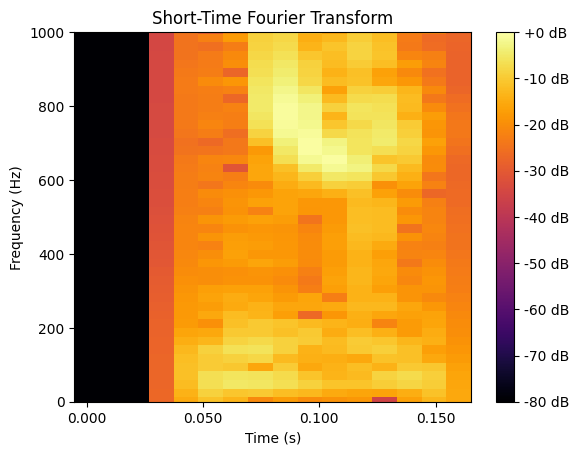 Short-Time Fourier Transform
1000
800
600
400
200
0
Frequency (Hz)
0.000
0.050
0.100
0.150
Time (s)
+0 dB
-10 dB
-20 dB
-30 dB
-40 dB
-50 dB
-60 dB
-70 dB
-80 dB